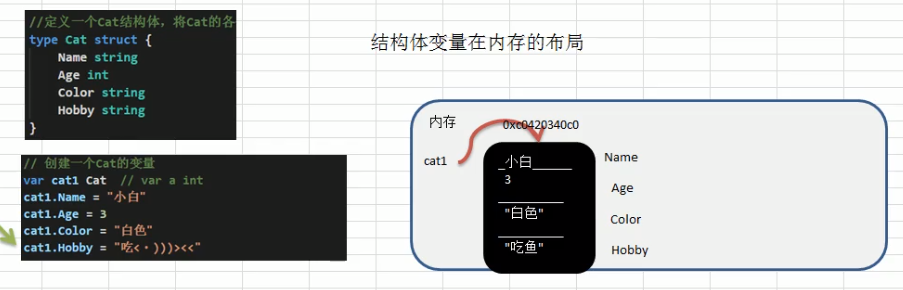 //定义一个Cat结构体，将Cat的各
type Cat struct {
Name string
Age int
Color string
Hobby string
}
结构体变量在内存的布局
// 创建一个Cat的变量
var cat1 Cat  // var a int
cat1.Name = "小白"
cat1.Age = 3
cat1.Color = "白色"
cat1.Hobby = "吃<・)))><<"
内存
0xc0420340c0
cat1
_小白______
Name
3
Age
"白色"
Color
"吃鱼"
Hobby